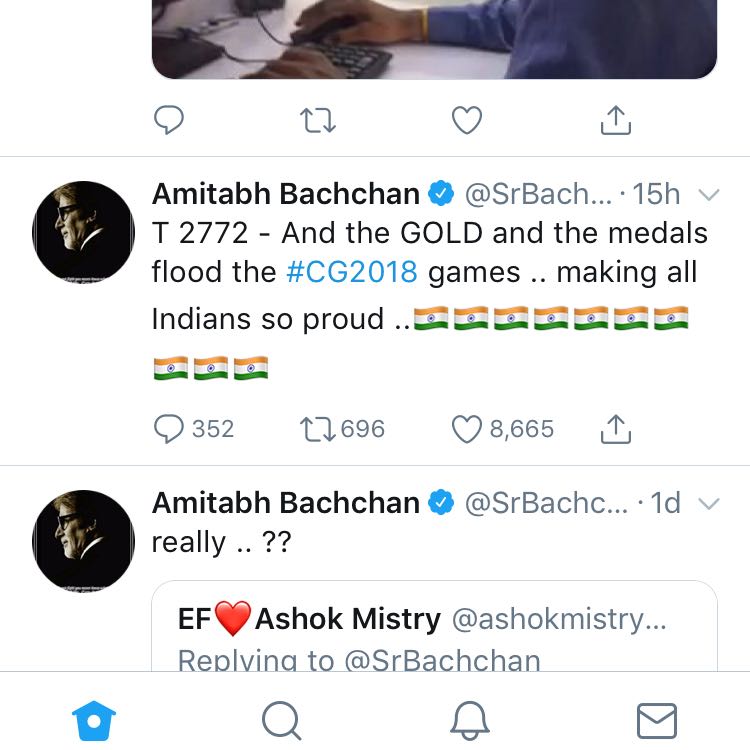 Amitabh Bachchan @SrBach... · 15h
T 2772 - And the GOLD and the medals
flood the #CG2018 games .. making all
Indians so proud ..🇮🇳🇮🇳🇮🇳🇮🇳🇮🇳🇮🇳🇮🇳
🇮🇳🇮🇳🇮🇳
352 696 8,665
Amitabh Bachchan @SrBachc... · 1d
really .. ??
EF❤️Ashok Mistry @ashokmistry...
Replying to @SrBachchan